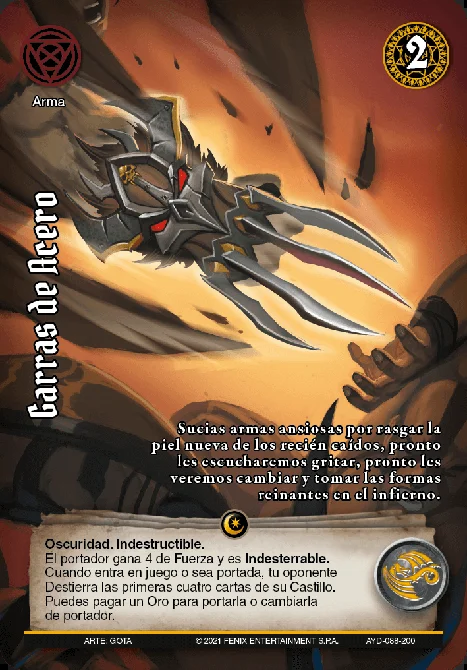 2
Arma
Garras de Acero
Sucias armas ansiosas por rasgar la
piel nueva de los recién caídos, pronto
les escucharemos gritar, pronto les
veremos cambiar y tomar las formas
reinantes en el infierno.
Oscuridad. Indestructible.
El portador gana 4 de Fuerza y es Indesterrable.
Cuando entra en juego o sea portada, tu oponente
Destierra las primeras cuatro cartas de su Castillo.
Puedes pagar un Oro para portarla o cambiarla
de portador.
ARTE: GOTA © 2021 FENIX ENTERTAINMENT S.P.A. AYD-068-200